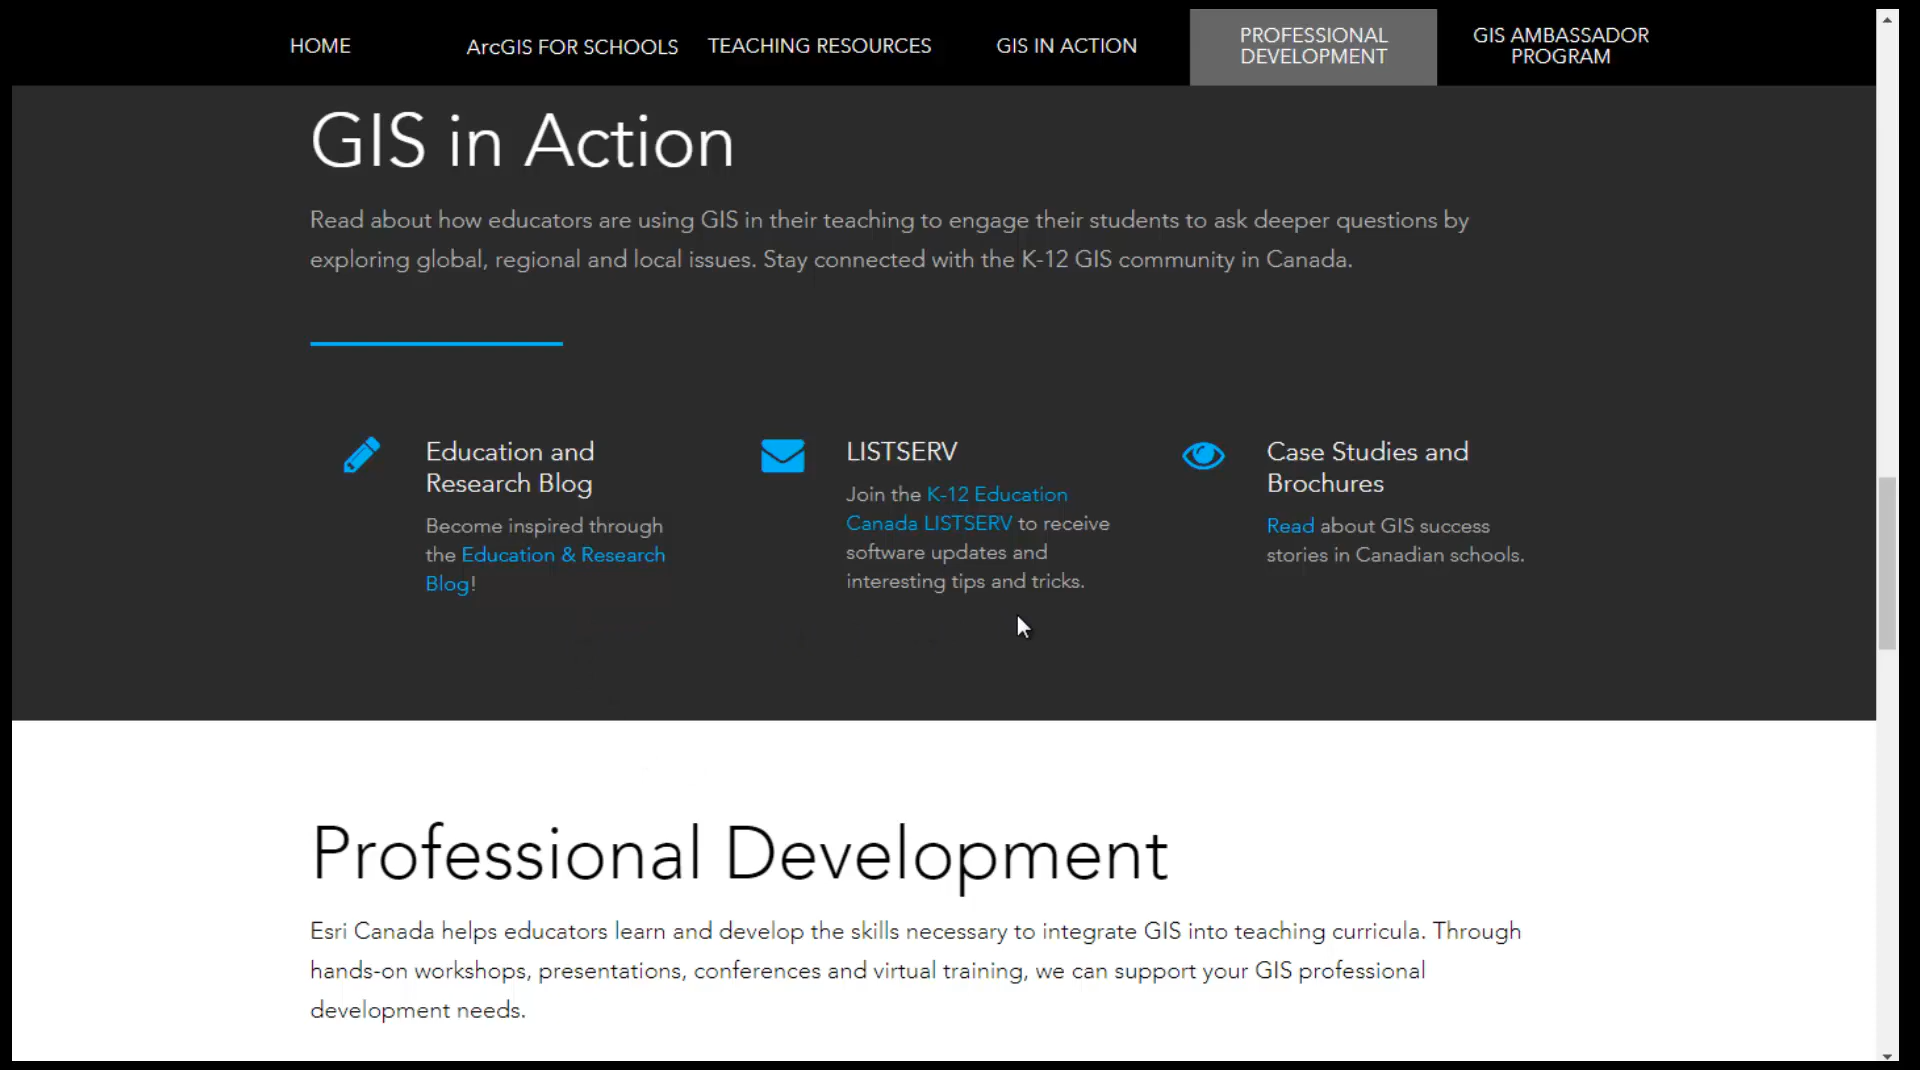 HOME
ArcGIS FOR SCHOOLS
TEACHING RESOURCES
GIS IN ACTION
PROFESSIONAL
DEVELOPMENT
GIS AMBASSADOR
PROGRAM
GIS in Action
Read about how educators are using GIS in their teaching to engage their students to ask deeper questions by
exploring global, regional and local issues. Stay connected with the K-12 GIS community in Canada.
Education and
Research Blog
Become inspired through
the Education & Research
Blog!
LISTSERV
Join the K-12 Education
Canada LISTSERV to receive
software updates and
interesting tips and tricks.
Case Studies and
Brochures
Read about GIS success
stories in Canadian schools.
Professional Development
Esri Canada helps educators learn and develop the skills necessary to integrate GIS into teaching curricula. Through
hands-on workshops, presentations, conferences and virtual training, we can support your GIS professional
development needs.